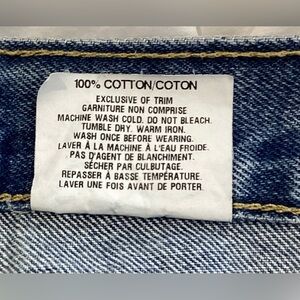 100% COTTON/COTON
EXCLUSIVE OF TRIM
GARNITURE NON COMPRISE
MACHINE WASH COLD. DO NOT BLEACH.
TUMBLE DRY. WARM IRON.
WASH ONCE BEFORE WEARING.
LAVER À LA MACHINE À L'EAU FROIDE.
PAS D'AGENT DE BLANCHIMENT.
SÉCHER PAR CULBUTAGE.
REPASSER À BASSE TEMPÉRATURE.
LAVER UNE FOIS AVANT DE PORTER.